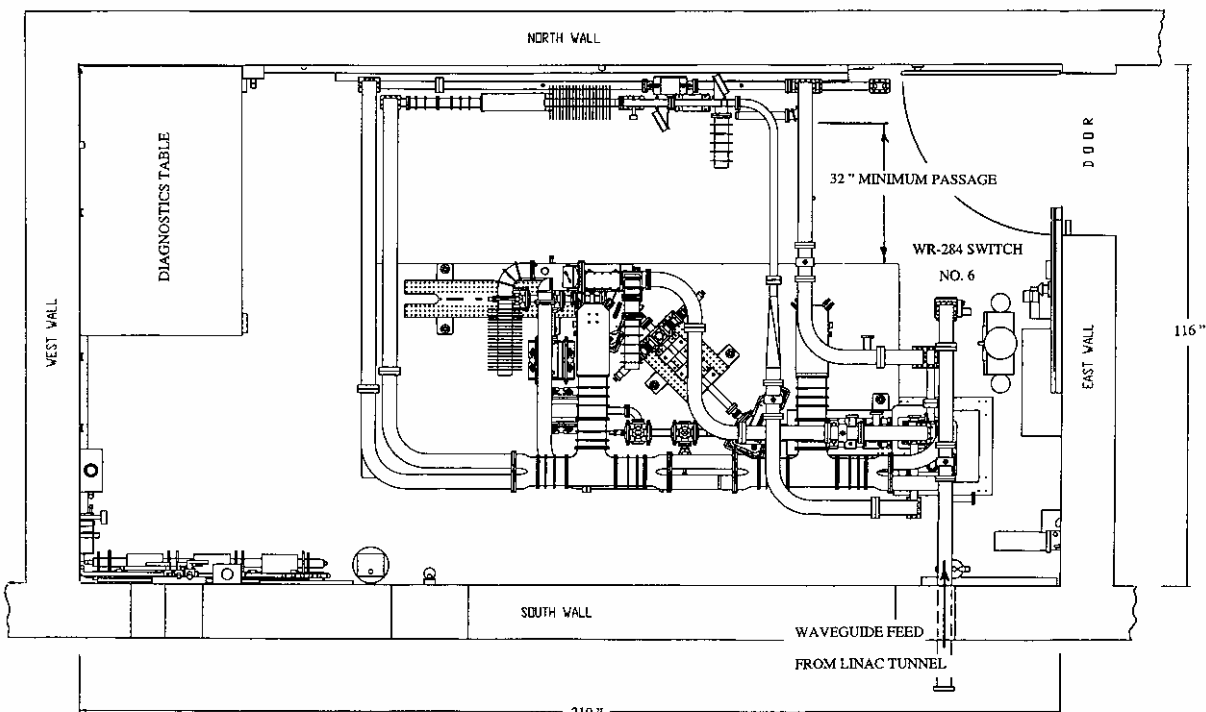 NORTH WALL
DIAGNOSTICS TABLE
DOOR
32 " MINIMUM PASSAGE
WR-284 SWITCH
NO. 6
WEST WALL
EAST WALL
116 "
SOUTH WALL
WAVEGUIDE FEED
FROM LINAC TUNNEL